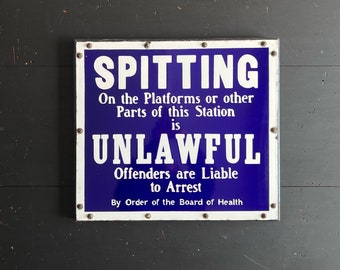 SPITTING
On the Platforms or other
Parts of this Station
is
UNLAWFUL
Offenders are Liable
to Arrest
By Order of the Board of Health